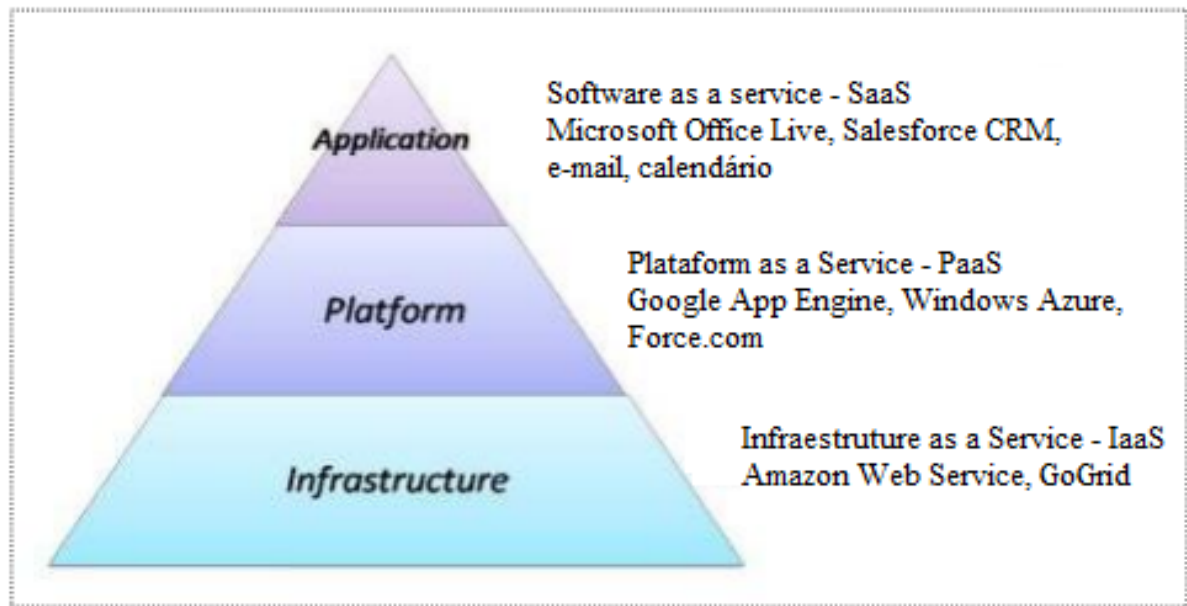 Application
Software as a service - SaaS
Microsoft Office Live, Salesforce CRM,
e-mail, calendário
Platform
Plataform as a Service - PaaS
Google App Engine, Windows Azure,
Force.com
Infrastructure
Infraestruture as a Service - IaaS
Amazon Web Service, GoGrid